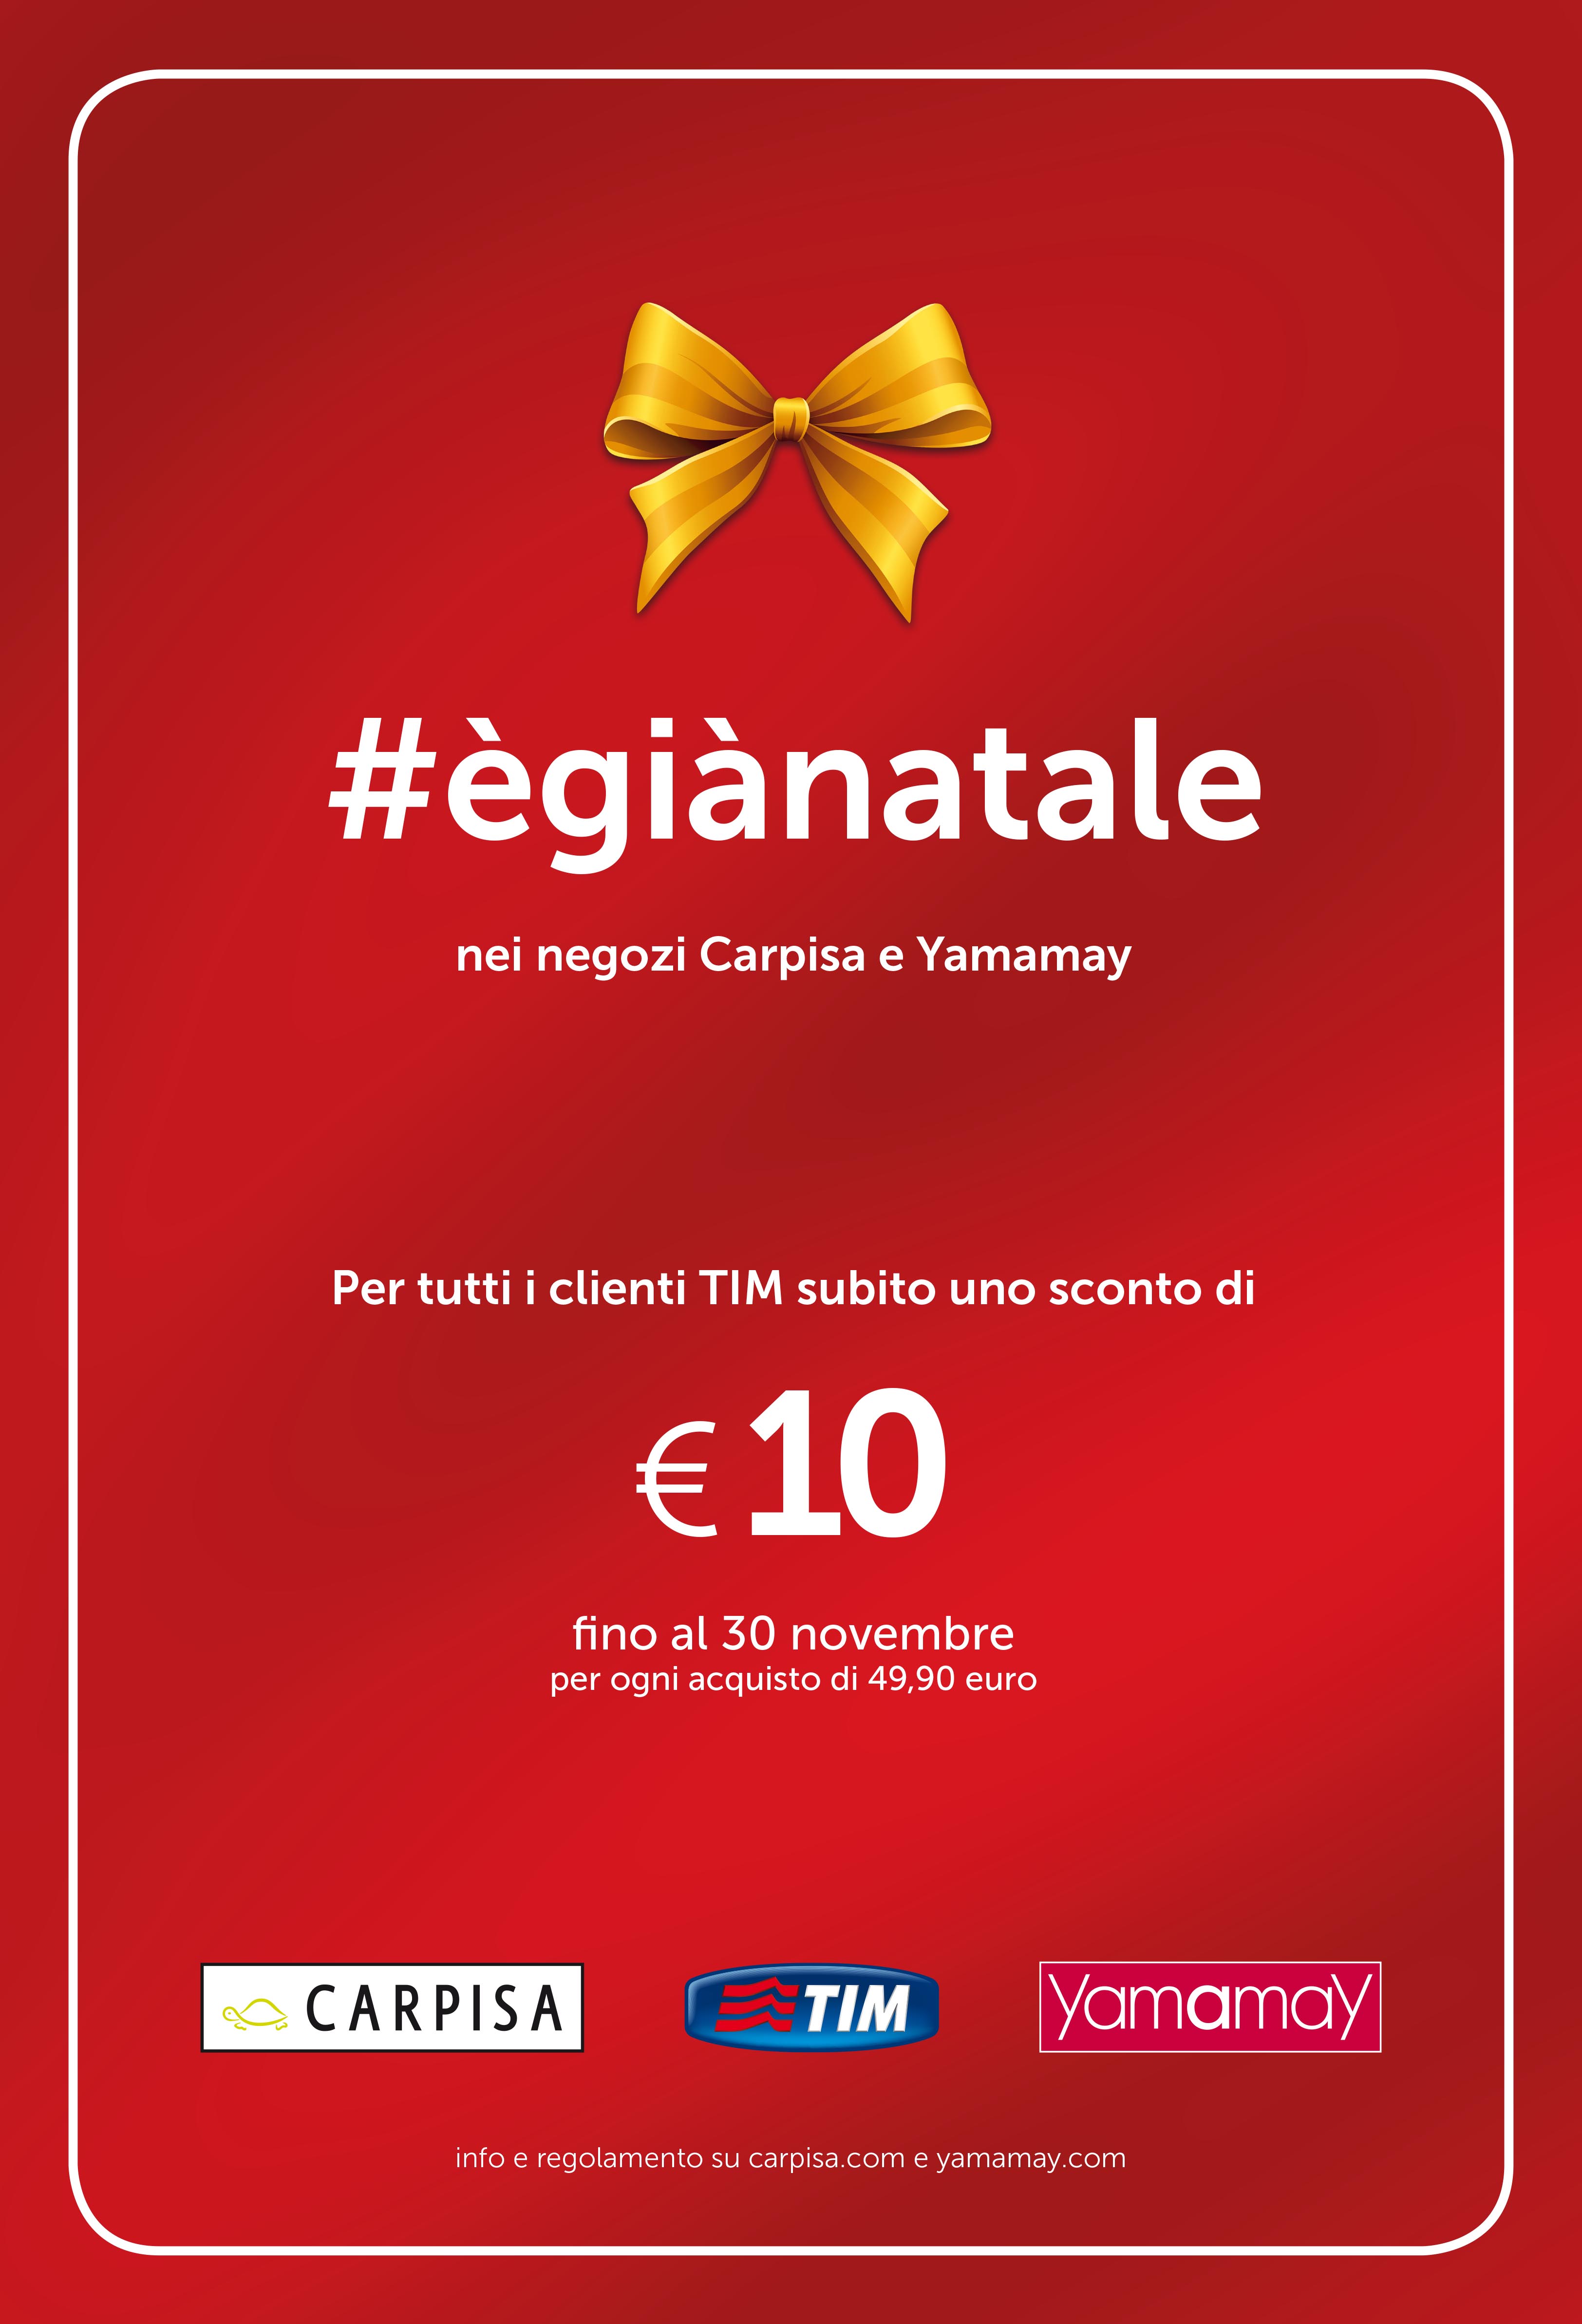 #ègiànatale
nei negozi Carpisa e Yamamay
Per tutti i clienti TIM subito uno sconto di
€10
fino al 30 novembre
per ogni acquisto di 49,90 euro
CARPISA
TIM
yamamay
info e regolamento su carpisa.com e yamamay.com